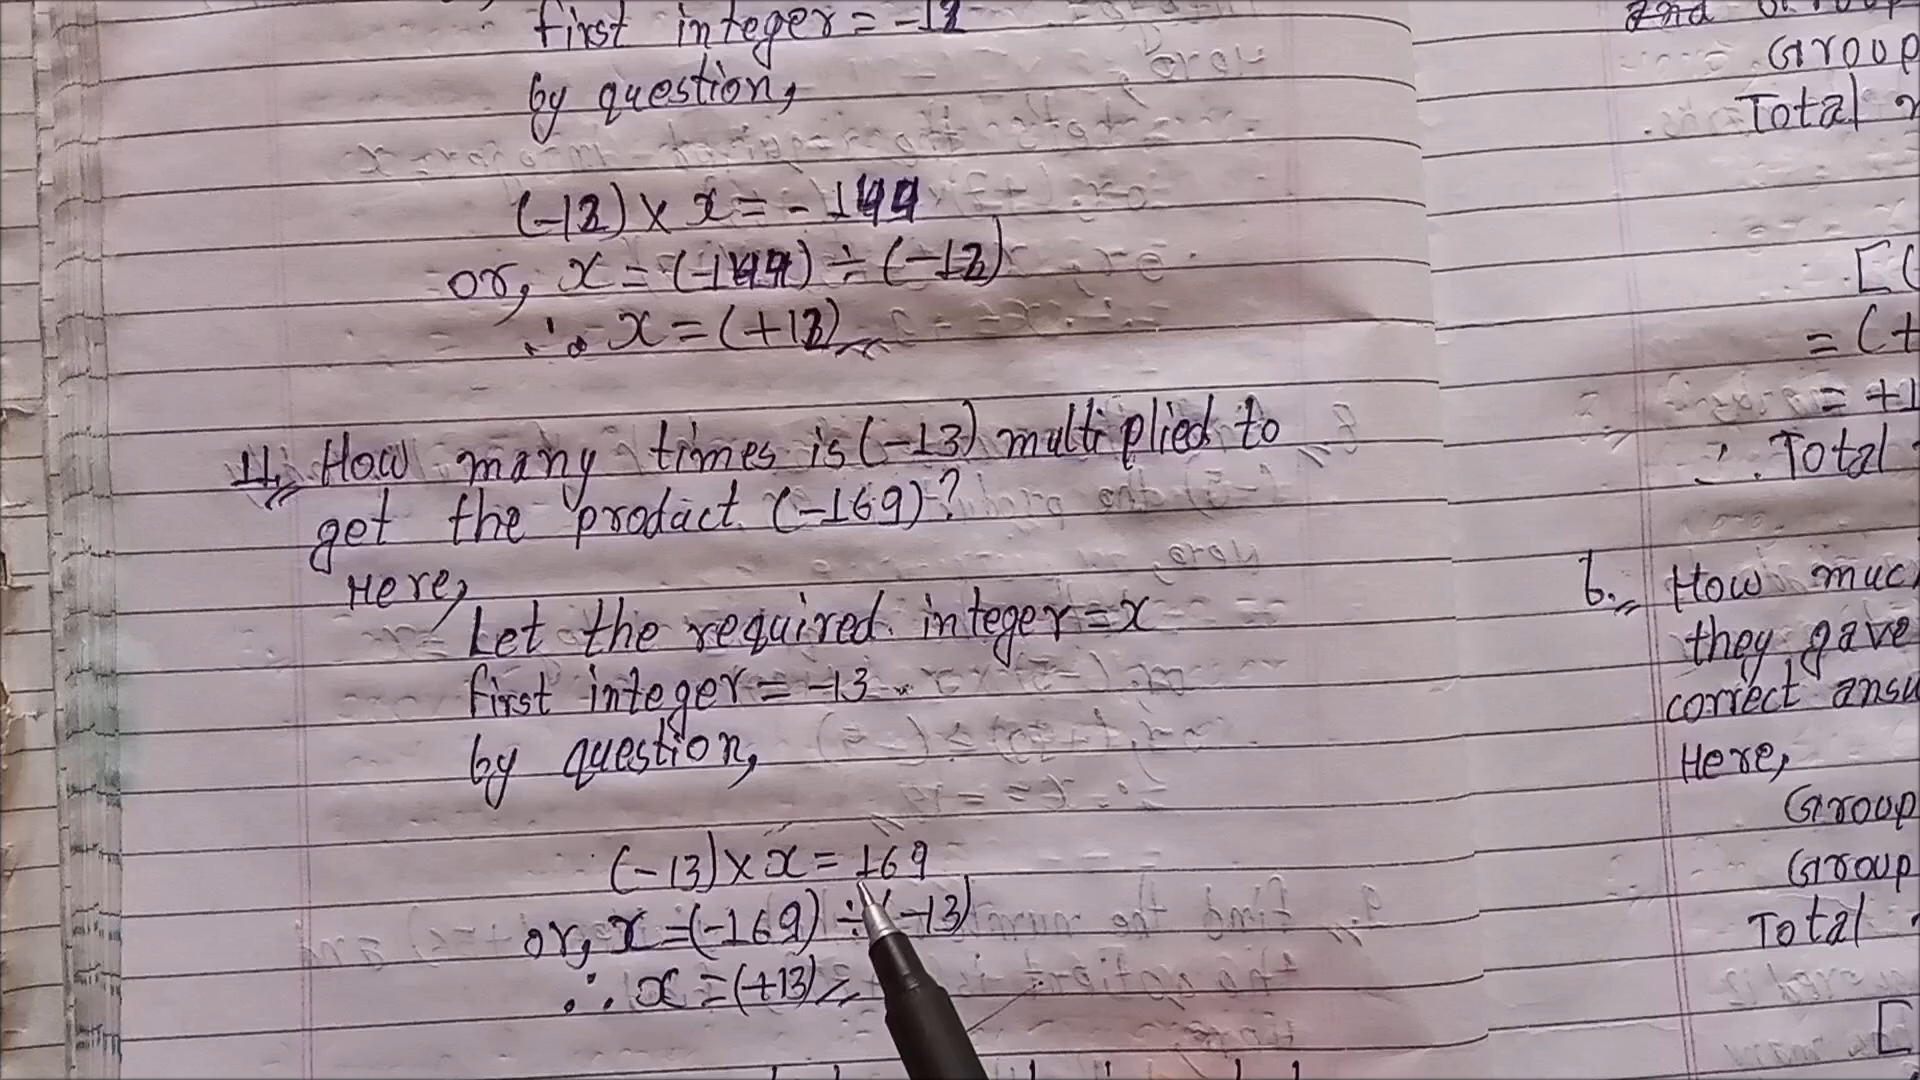 first integer = -12
by question,
(-12) × x = -144
or, x = (-144) ÷ (-12)
∴ x = (+12)
11. How many times is (-13) multiplied to
get the product (-169)?
Here,
Let the required integer = x
first integer = -13
by question,
(-13) × x = 169
or, x = (-169) ÷ (-13)
∴ x = (+13)
Group
Total
[(
= (+
= +1
∴ Total
6. How muc
they gave
correct answ
Here,
Group
Group
Total
[